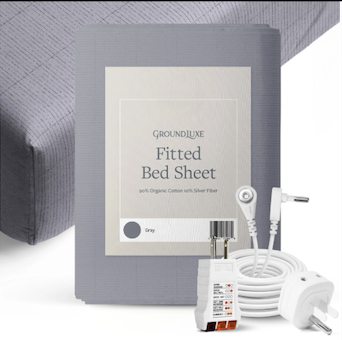 GROUNDLUXE
Fitted
Bed Sheet
90% Organic Cotton 10% Silver Fiber
Gray